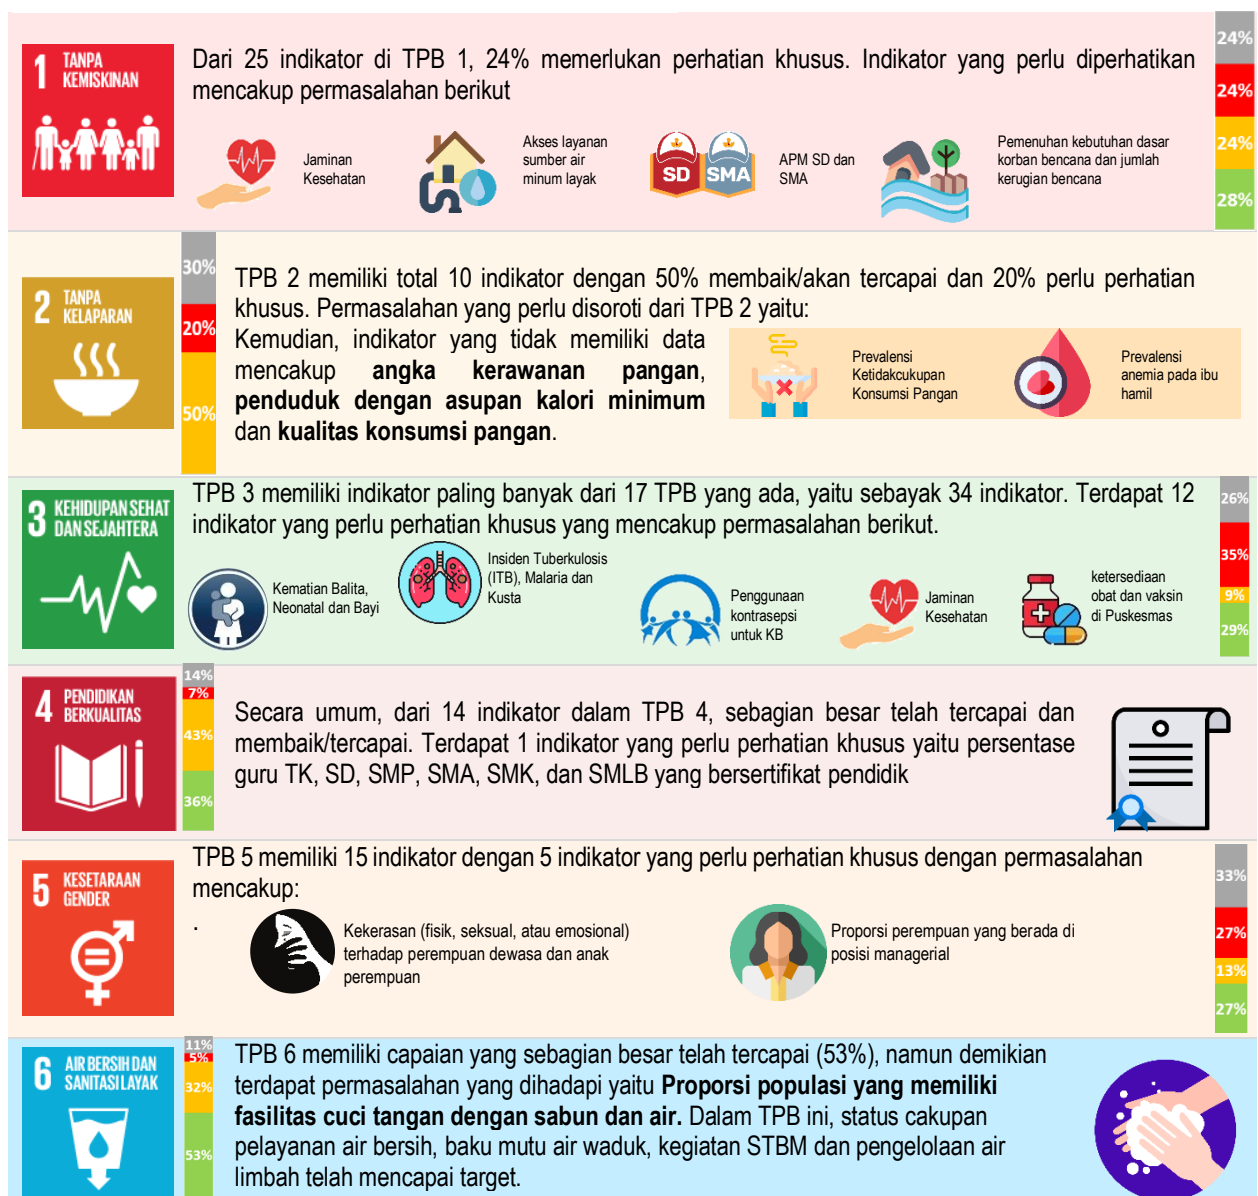 1 TANPA
KEMISKINAN
Dari 25 indikator di TPB 1, 24% memerlukan perhatian khusus. Indikator yang perlu diperhatikan
mencakup permasalahan berikut
Jaminan
Kesehatan
Akses layanan
sumber air
minum layak
SD SMA
APM SD dan
SMA
Pemenuhan kebutuhan dasar
korban bencana dan jumlah
kerugian bencana
24%
24%
24%
28%
2 TANPA
KELAPARAN
30%
20%
50%
TPB 2 memiliki total 10 indikator dengan 50% membaik/akan tercapai dan 20% perlu perhatian
khusus. Permasalahan yang perlu disoroti dari TPB 2 yaitu:
Kemudian, indikator yang tidak memiliki data
mencakup angka kerawanan pangan,
penduduk dengan asupan kalori minimum
dan kualitas konsumsi pangan.
Prevalensi
Ketidakcukupan
Konsumsi Pangan
Prevalensi
anemia pada ibu
hamil
3 KEHIDUPAN SEHAT
DAN SEJAHTERA
TPB 3 memiliki indikator paling banyak dari 17 TPB yang ada, yaitu sebayak 34 indikator. Terdapat 12
indikator yang perlu perhatian khusus yang mencakup permasalahan berikut.
Kematian Balita,
Neonatal dan Bayi
Insiden Tuberkulosis
(ITB), Malaria dan
Kusta
Penggunaan
kontrasepsi
untuk KB
Jaminan
Kesehatan
ketersediaan
obat dan vaksin
di Puskesmas
26%
35%
9%
29%
4 PENDIDIKAN
BERKUALITAS
14%
7%
43%
36%
Secara umum, dari 14 indikator dalam TPB 4, sebagian besar telah tercapai dan
membaik/tercapai. Terdapat 1 indikator yang perlu perhatian khusus yaitu persentase
guru TK, SD, SMP, SMA, SMK, dan SMLB yang bersertifikat pendidik
5 KESETARAAN
GENDER
TPB 5 memiliki 15 indikator dengan 5 indikator yang perlu perhatian khusus dengan permasalahan
mencakup:
.
Kekerasan (fisik, seksual, atau emosional)
terhadap perempuan dewasa dan anak
perempuan
Proporsi perempuan yang berada di
posisi managerial
33%
27%
13%
27%
6 AIR BERSIH DAN
SANITASI LAYAK
11%
5%
32%
53%
TPB 6 memiliki capaian yang sebagian besar telah tercapai (53%), namun demikian
terdapat permasalahan yang dihadapi yaitu Proporsi populasi yang memiliki
fasilitas cuci tangan dengan sabun dan air. Dalam TPB ini, status cakupan
pelayanan air bersih, baku mutu air waduk, kegiatan STBM dan pengelolaan air
limbah telah mencapai target.